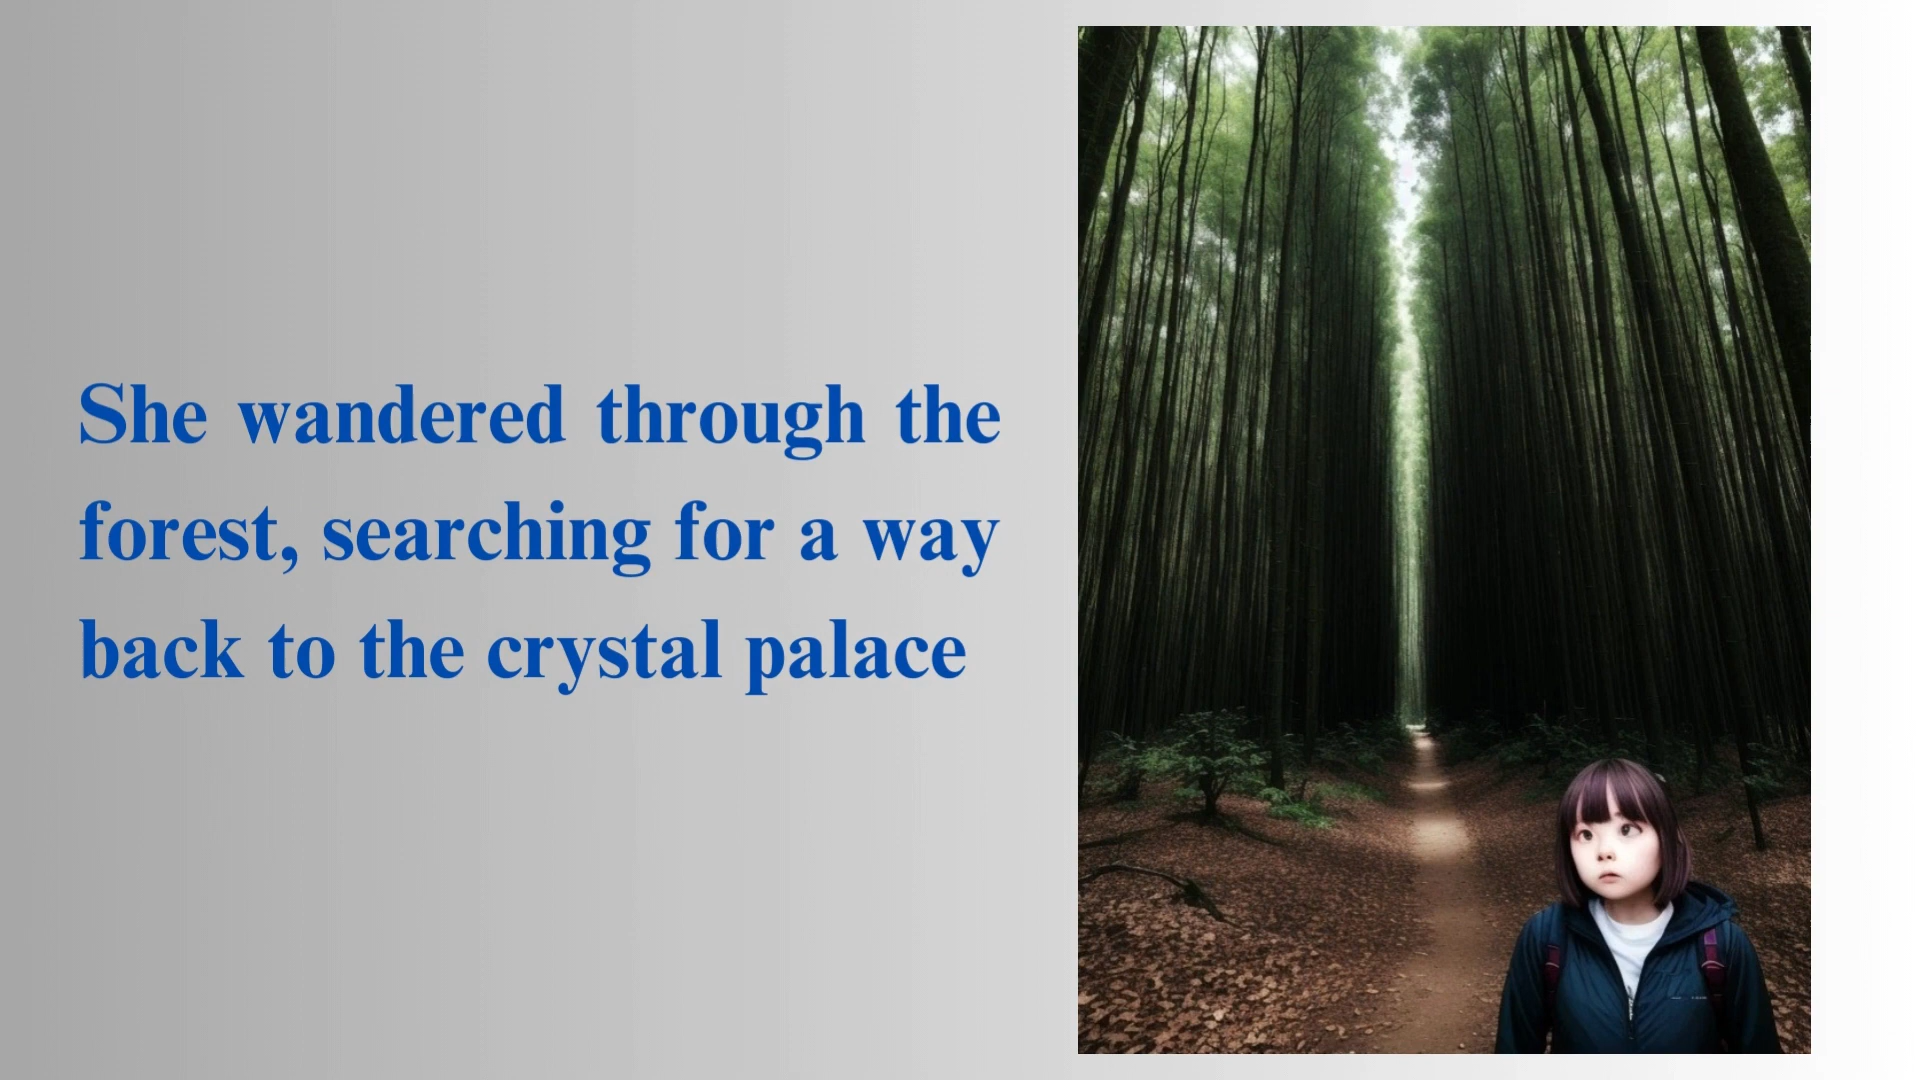 She wandered through the
forest, searching for a way
back to the crystal palace